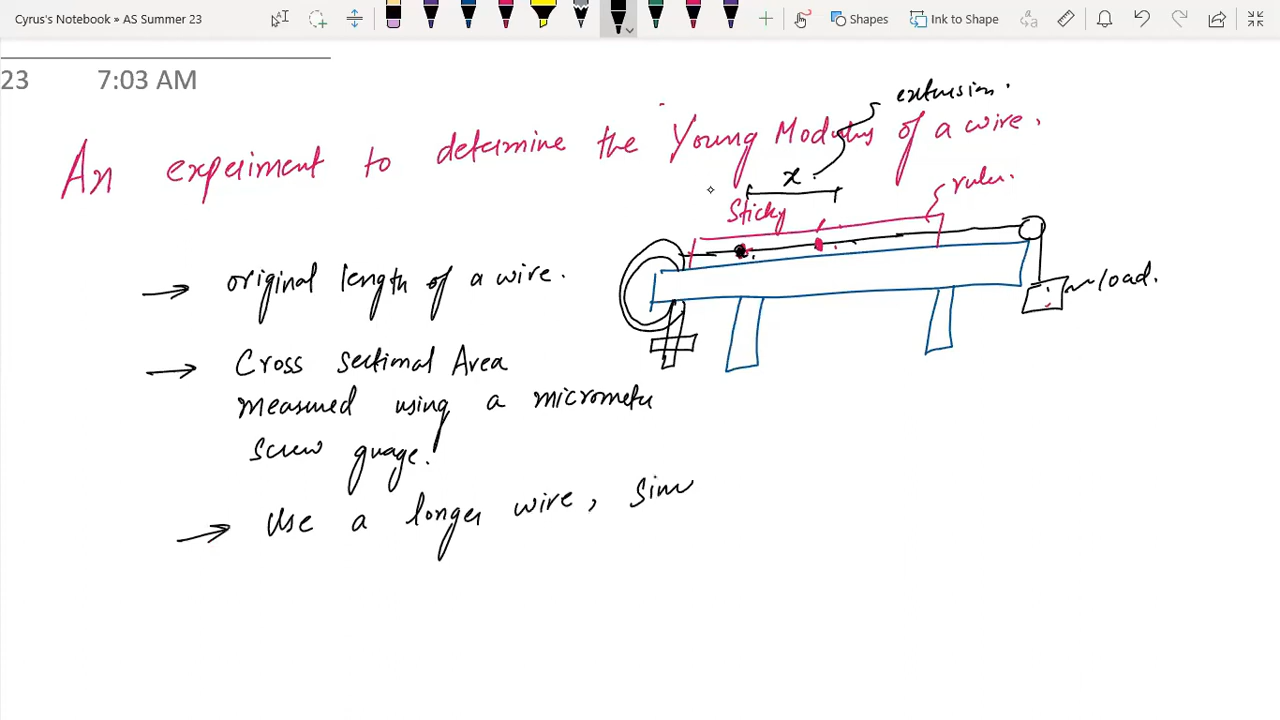 Cyrus's Notebook » AS Summer 23
Shapes
Ink to Shape
23 7:03 AM
extension.
An experiment to determine the Young Modulus of a wire.
x
ruler.
Sticky
→ original length of a wire.
load.
→ Cross sectional Area
measured using a micrometer
screw guage!
→ Use a longer wire, Sinc